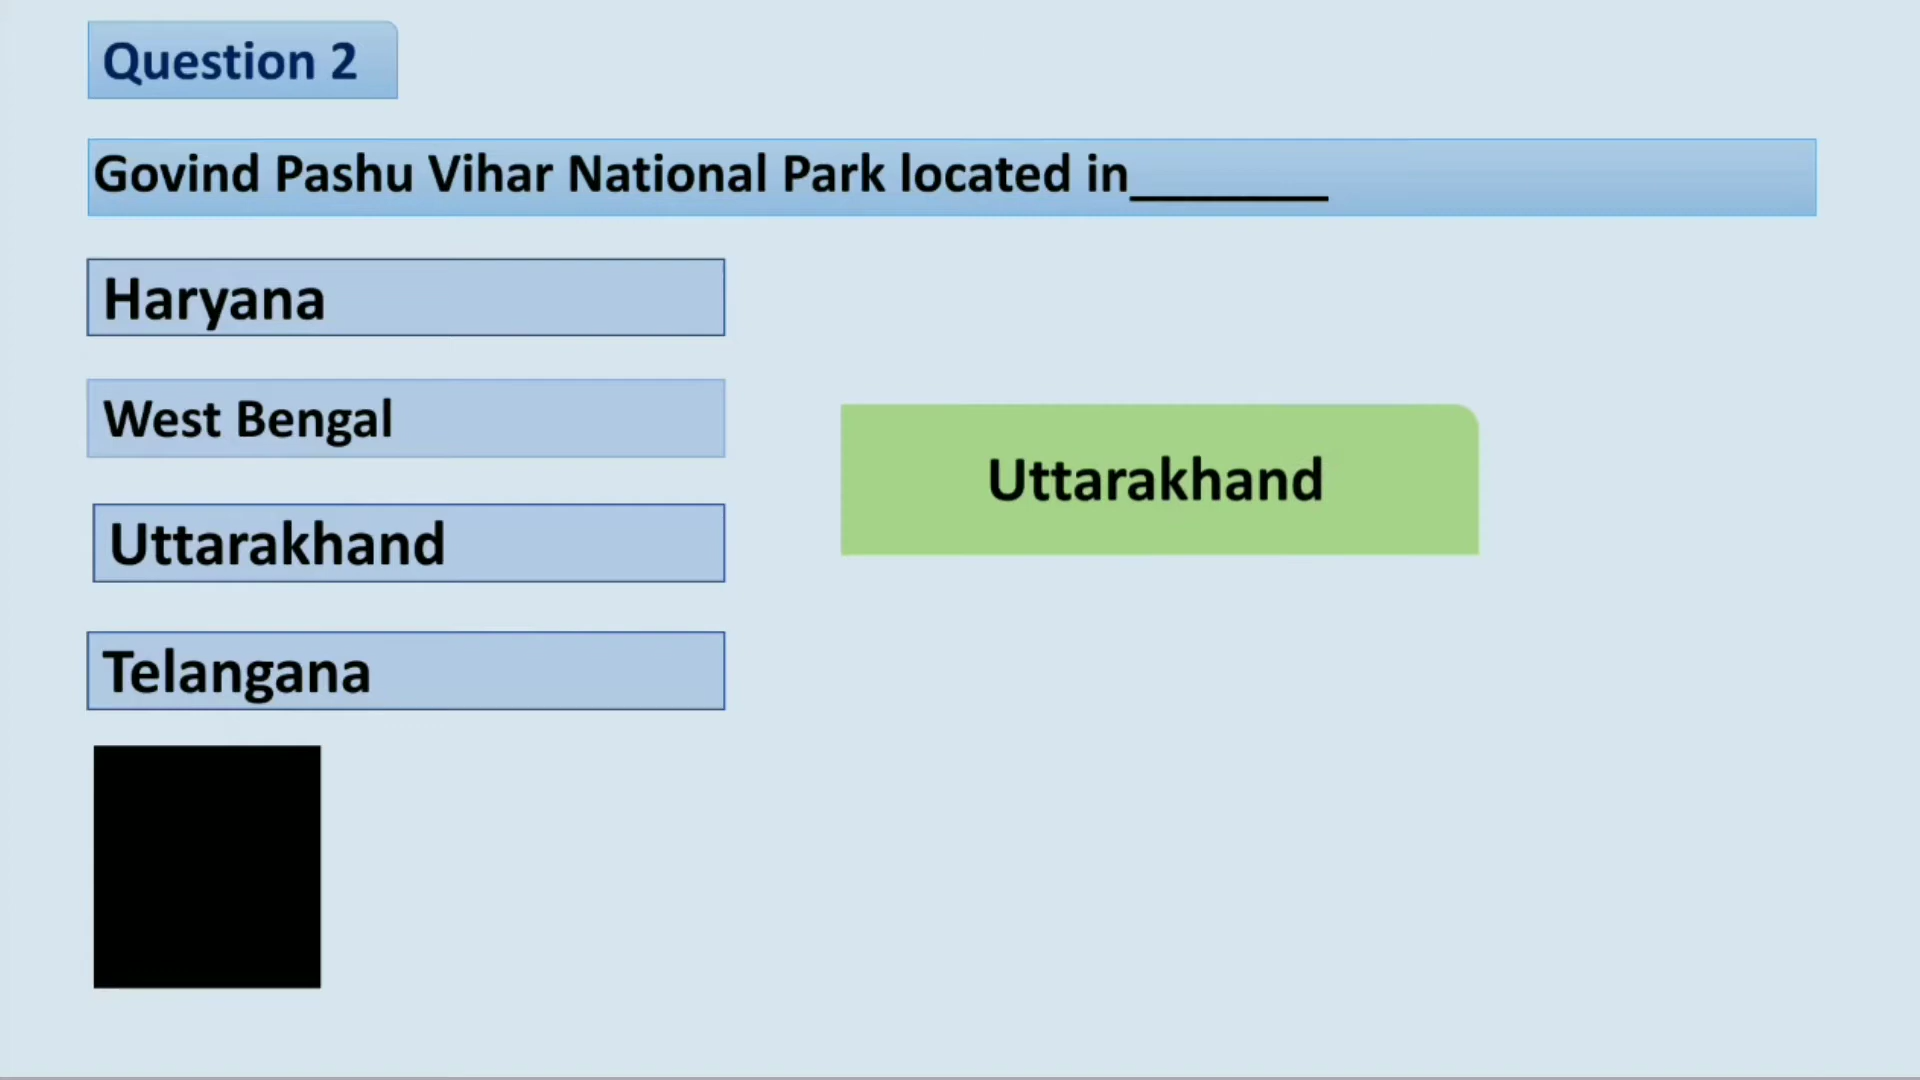 Question 2
Govind Pashu Vihar National Park located in________
Haryana
West Bengal
Uttarakhand
Uttarakhand
Telangana